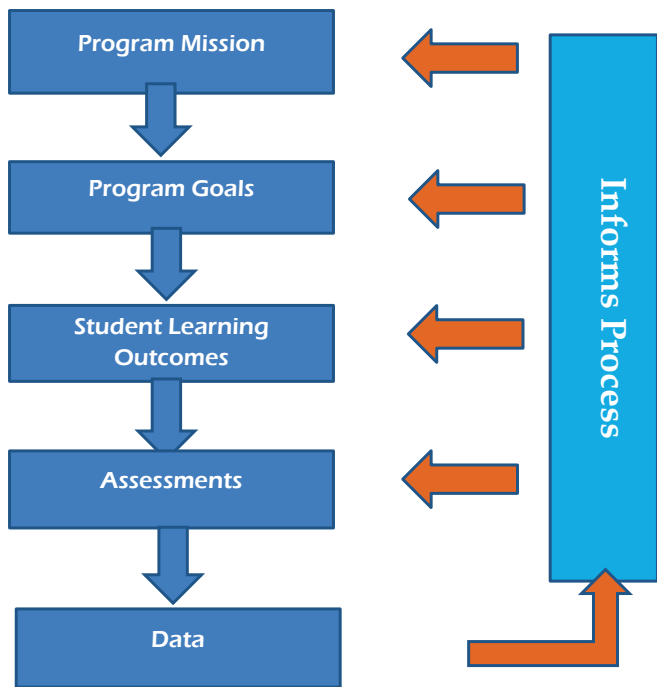 Program Mission
Program Goals
Student Learning
Outcomes
Assessments
Data
Informs Process